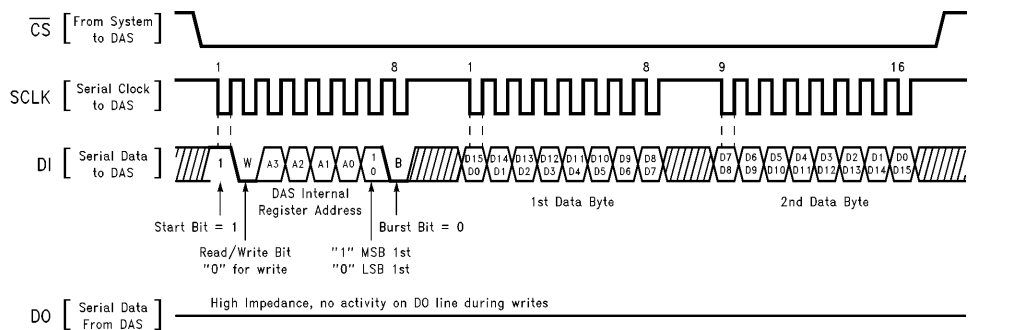 CS [From System to DAS]
1 8 1 8 9 16
SCLK [Serial Clock to DAS]
DI [Serial Data to DAS]
1 W A3 A2 A1 A0 1 0 B D15 D14 D13 D12 D11 D10 D9 D8 D7 D6 D5 D4 D3 D2 D1 D0
D0 D1 D2 D3 D4 D5 D6 D7 D8 D9 D10 D11 D12 D13 D14 D15
DAS Internal
Register Address
1st Data Byte
2nd Data Byte
Start Bit = 1
Burst Bit = 0
Read/Write Bit
"0" for write
"1" MSB 1st
"0" LSB 1st
High Impedance, no activity on DO line during writes
DO [Serial Data From DAS]